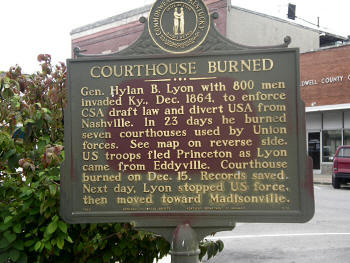 COURTHOUSE BURNED
Gen. Hylan B. Lyon with 800 men
invaded Ky., Dec. 1864, to enforce
CSA draft law and divert USA from
Nashville. In 23 days he burned
seven courthouses used by Union
forces. See map on reverse side.
US troops fled Princeton as Lyon
came from Eddyville. Courthouse
burned on Dec. 15. Records saved.
Next day, Lyon stopped US force,
then moved toward Madisonville.